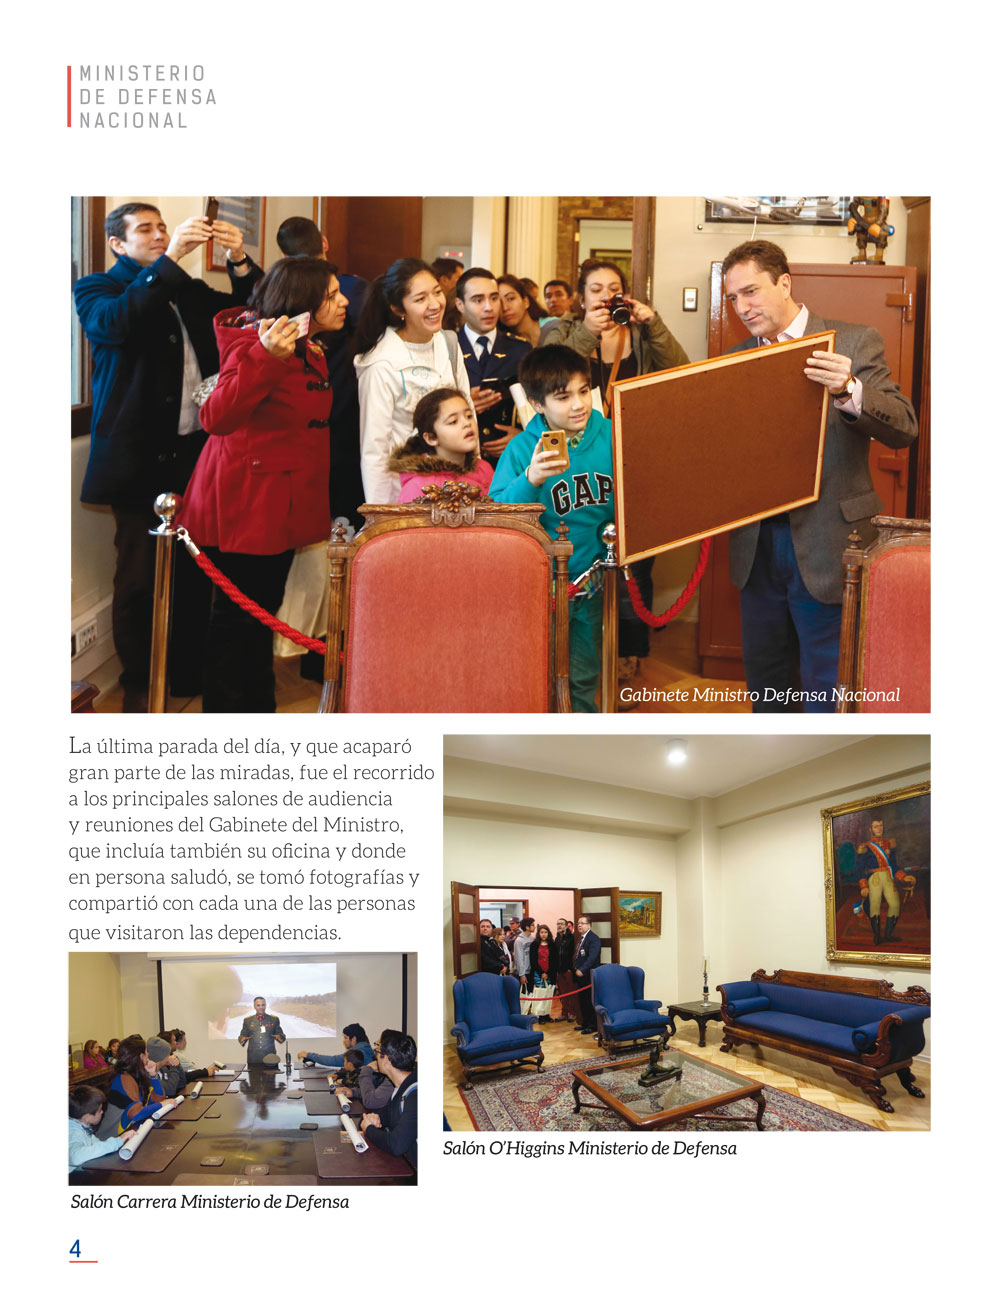 MINISTERIO
DE DEFENSA
NACIONAL
GAP
Gabinete Ministro Defensa Nacional
La última parada del día, y que acaparó
gran parte de las miradas, fue el recorrido
a los principales salones de audiencia
y reuniones del Gabinete del Ministro,
que incluía también su oficina y donde
en persona saludó, se tomó fotografías y
compartió con cada una de las personas
que visitaron las dependencias.
Salón O'Higgins Ministerio de Defensa
Salón Carrera Ministerio de Defensa
4